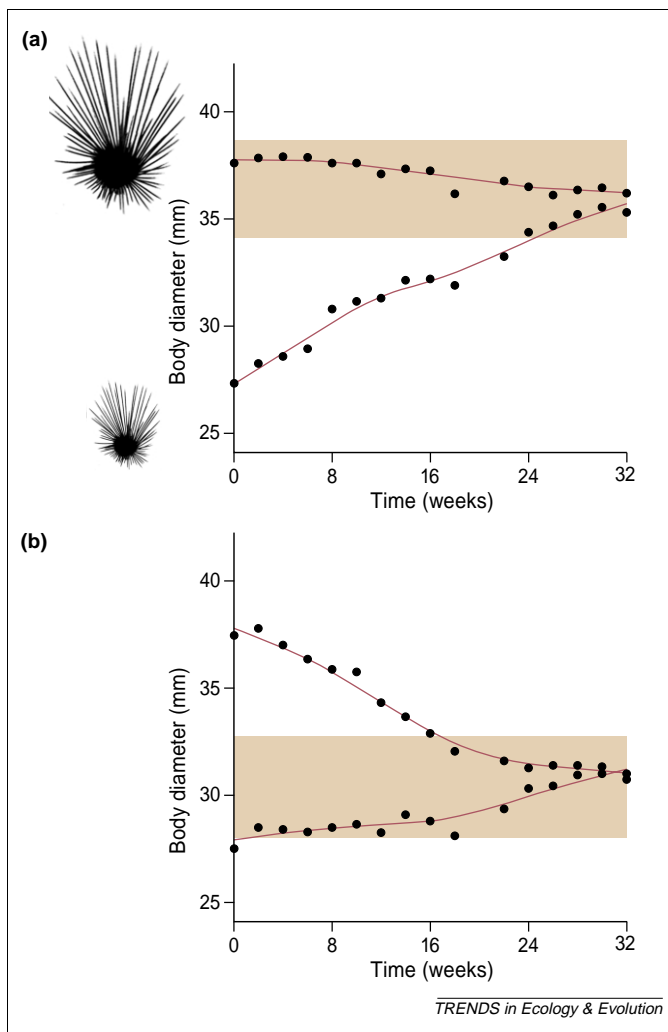 (a)
40
35
30
25
Body diameter (mm)
0 8 16 24 32
Time (weeks)
(b)
40
35
30
25
Body diameter (mm)
0 8 16 24 32
Time (weeks)
TRENDS in Ecology & Evolution